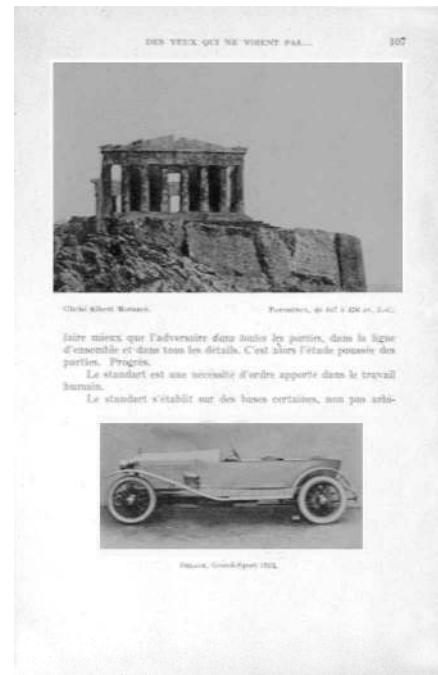 DES YEUX QUI NE VOIENT PAS... 107
Cliché Albert Morancé. PARTHÉNON, de 447 à 434 av. J.-C.
faire mieux que l'adversaire dans toutes les parties, dans la ligne
d'ensemble et dans tous les détails. C'est alors l'étude poussée des
parties. Progrès.
Le standart est une nécessité d'ordre apporté dans le travail
humain.
Le standart s'établit sur des bases certaines, non pas arbi-
DELAGE, Grand-Sport 1921.